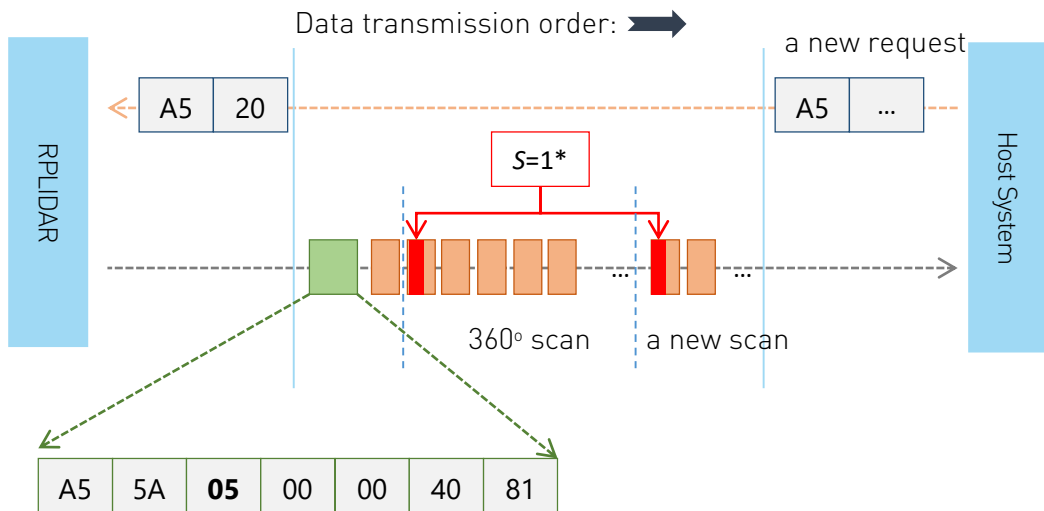 Data transmission order:
a new request
A5 20
A5 ...
RPLIDAR
Host System
S=1*
... ...
360° scan
a new scan
A5 5A 05 00 00 40 81